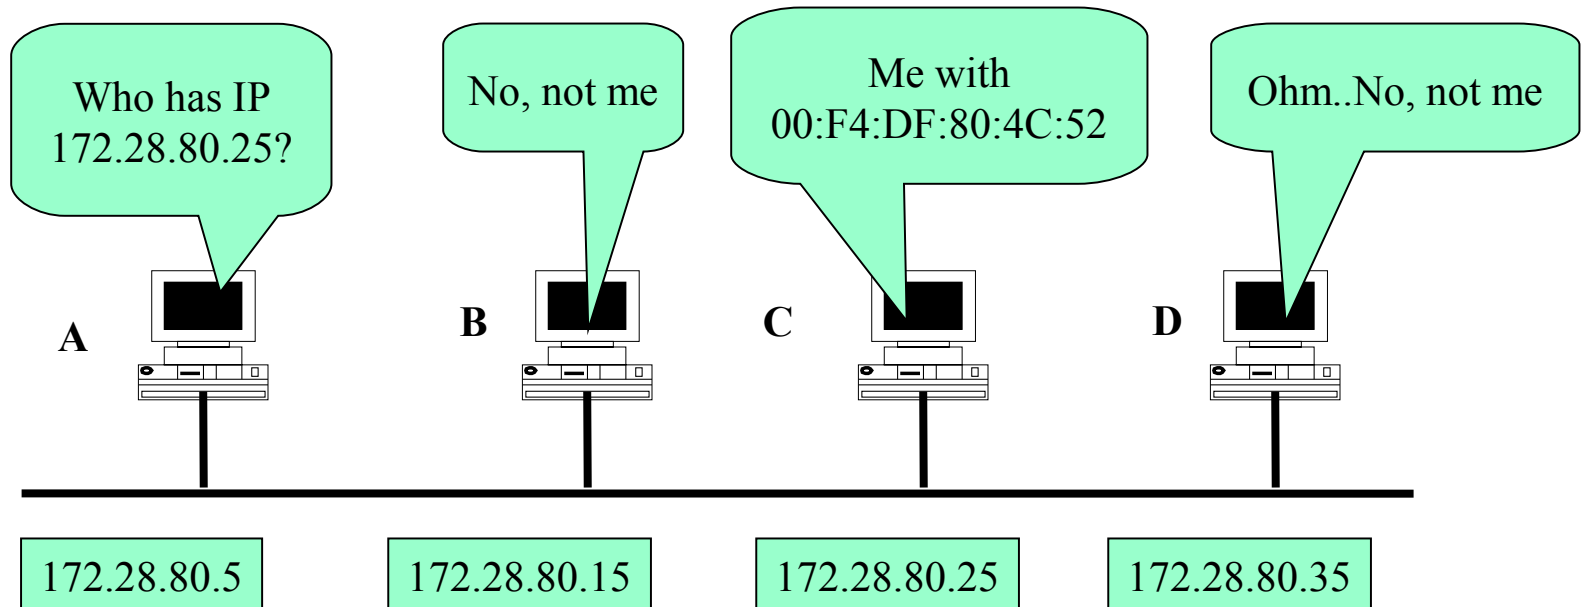 Who has IP
172.28.80.25?
No, not me
Me with
00:F4:DF:80:4C:52
Ohm..No, not me
A
B
C
D
172.28.80.5
172.28.80.15
172.28.80.25
172.28.80.35